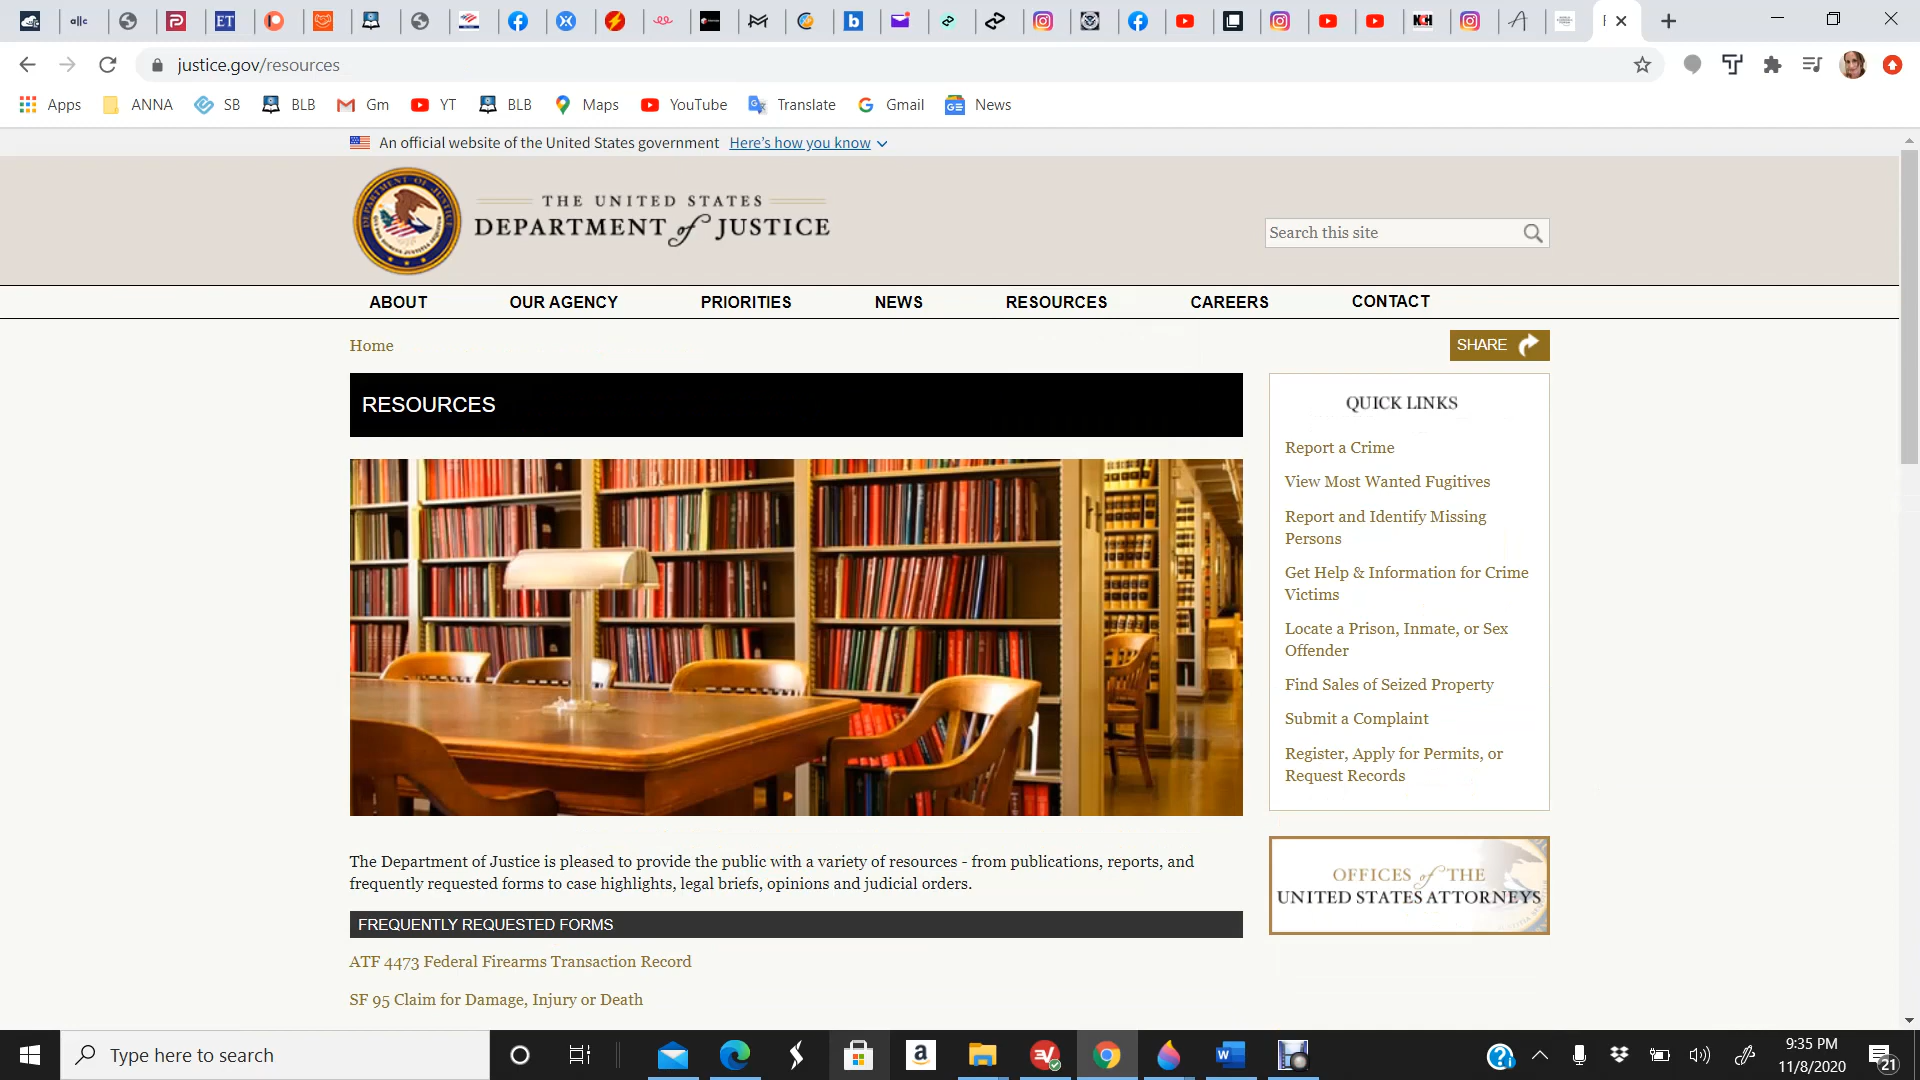 a||c
ET
b
KCH
justice.gov/resources
Apps
ANNA
SB
BLB
Gm
YT
BLB
Maps
YouTube
Translate
Gmail
News
An official website of the United States government Here's how you know
THE UNITED STATES
DEPARTMENT of JUSTICE
Search this site
ABOUT
OUR AGENCY
PRIORITIES
NEWS
RESOURCES
CAREERS
CONTACT
Home
SHARE
RESOURCES
QUICK LINKS
Report a Crime
View Most Wanted Fugitives
Report and Identify Missing
Persons
Get Help & Information for Crime
Victims
Locate a Prison, Inmate, or Sex
Offender
Find Sales of Seized Property
Submit a Complaint
Register, Apply for Permits, or
Request Records
The Department of Justice is pleased to provide the public with a variety of resources - from publications, reports, and
frequently requested forms to case highlights, legal briefs, opinions and judicial orders.
OFFICES of THE
UNITED STATES ATTORNEYS
FREQUENTLY REQUESTED FORMS
ATF 4473 Federal Firearms Transaction Record
SF 95 Claim for Damage, Injury or Death
Type here to search
9:35 PM
11/8/2020
21